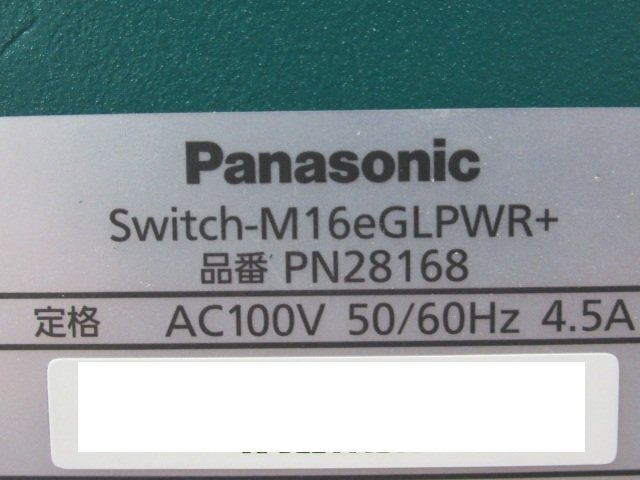 Panasonic
Switch-M16eGLPWR+
品番 PN28168
定格 AC100V 50/60Hz 4.5A